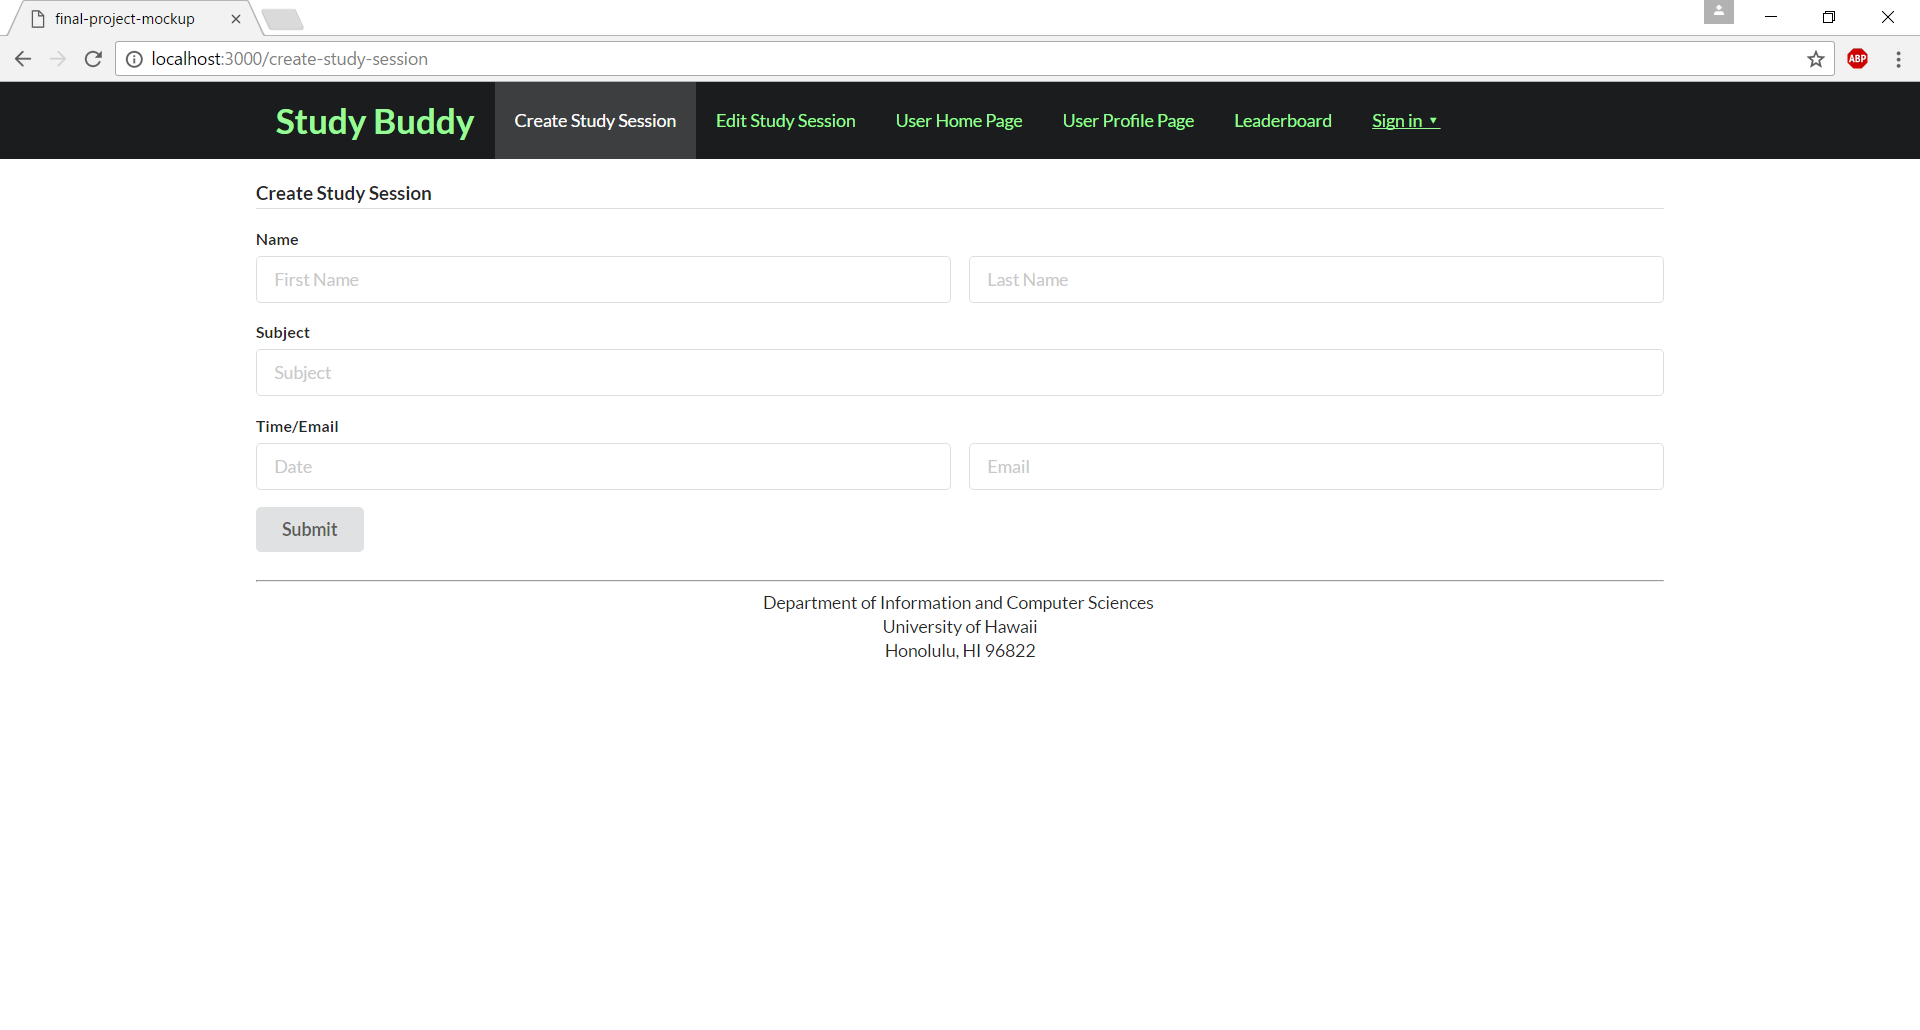 final-project-mockup
localhost:3000/create-study-session
ABP
Study Buddy Create Study Session Edit Study Session User Home Page User Profile Page Leaderboard Sign in
Create Study Session
Name
First Name Last Name
Subject
Subject
Time/Email
Date Email
Submit
Department of Information and Computer Sciences
University of Hawaii
Honolulu, HI 96822